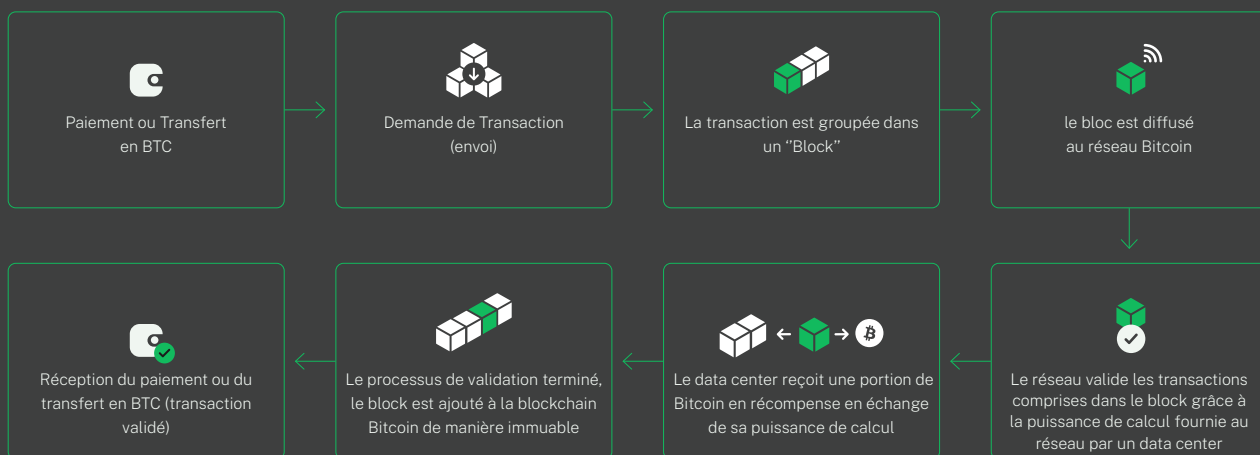 Paiement ou Transfert
en BTC
Demande de Transaction
(envoi)
La transaction est groupée dans
un ‘’Block’’
le bloc est diffusé
au réseau Bitcoin
Le réseau valide les transactions
comprises dans le block grâce à
la puissance de calcul fournie au
réseau par un data center
Le data center reçoit une portion de
Bitcoin en récompense en échange
de sa puissance de calcul
Le processus de validation terminé,
le block est ajouté à la blockchain
Bitcoin de manière immuable
Réception du paiement ou du
transfert en BTC (transaction
validé)